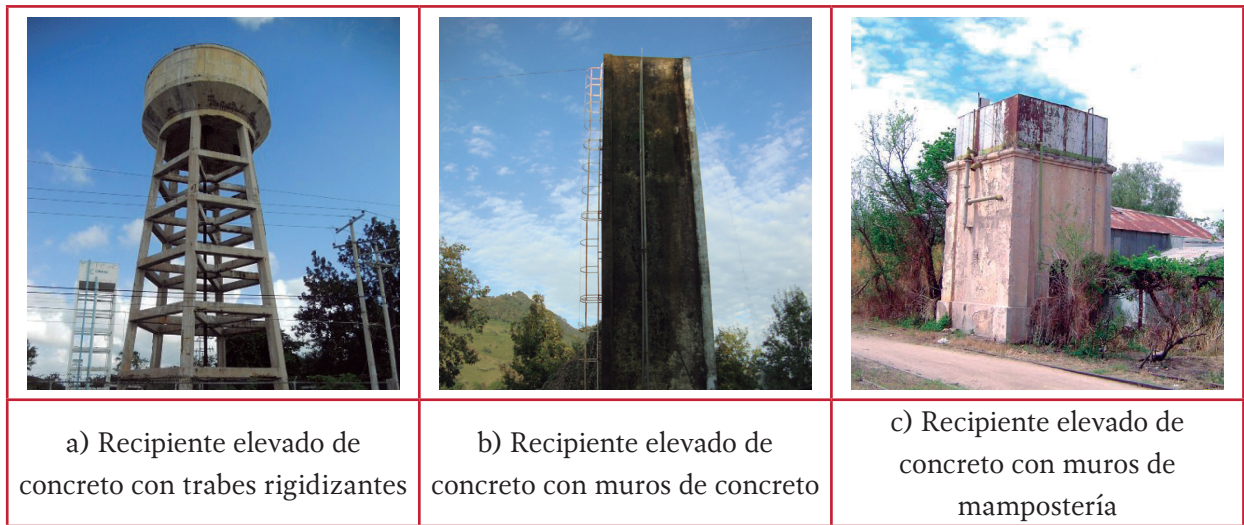 a) Recipiente elevado de
concreto con trabes rigidizantes
b) Recipiente elevado de
concreto con muros de concreto
c) Recipiente elevado de
concreto con muros de
mampostería